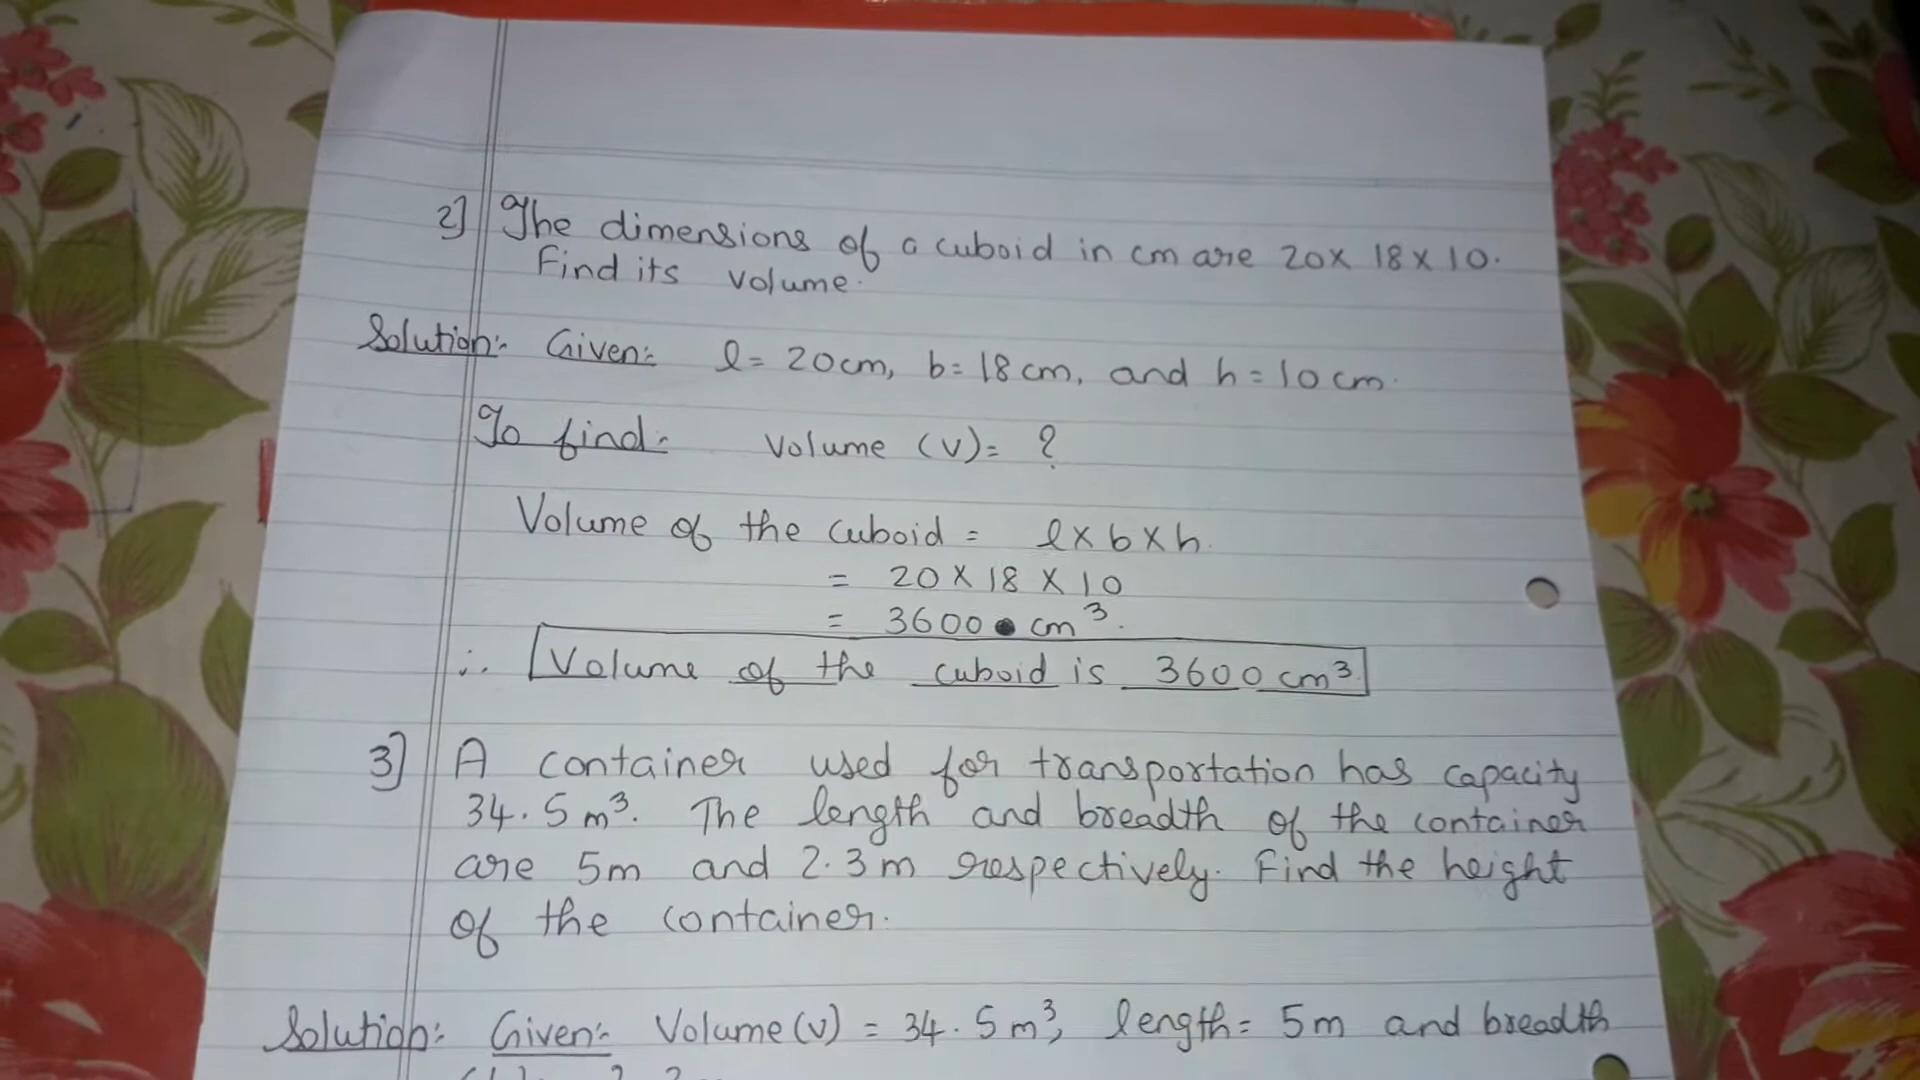 2] The dimensions of a cuboid in cm are 20 x 18 x 10.
Find its volume.
Solution:- Given:- l = 20cm, b = 18 cm, and h = 10 cm.
To find:- Volume (V) = ?
Volume of the cuboid = l x b x h.
= 20 x 18 x 10
= 3600 cm³.
∴ Volume of the cuboid is 3600 cm³.
3] A container used for transportation has capacity
34.5 m³. The length and breadth of the container
are 5m and 2.3 m respectively. Find the height
of the container.
Solution:- Given:- Volume (V) = 34.5 m³, length = 5m and breadth